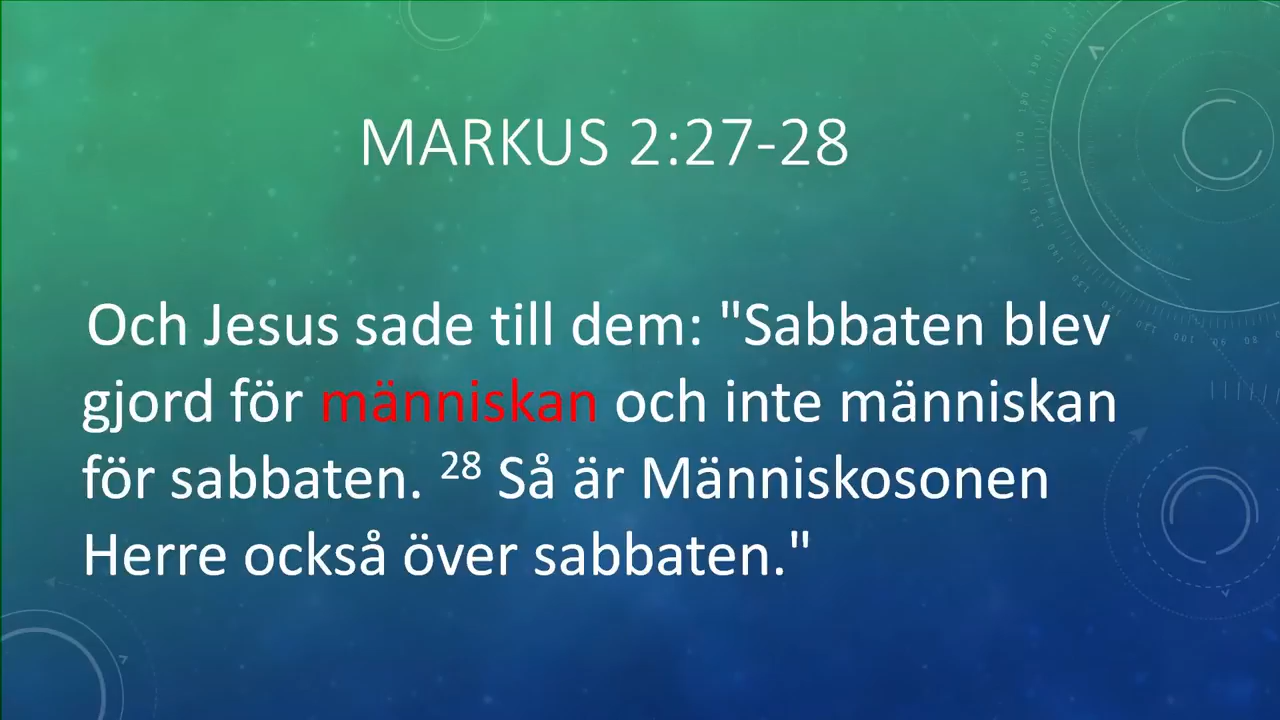 MARKUS 2:27-28
Och Jesus sade till dem: "Sabbaten blev
gjord för människan och inte människan
för sabbaten. 28 Så är Människosonen
Herre också över sabbaten."